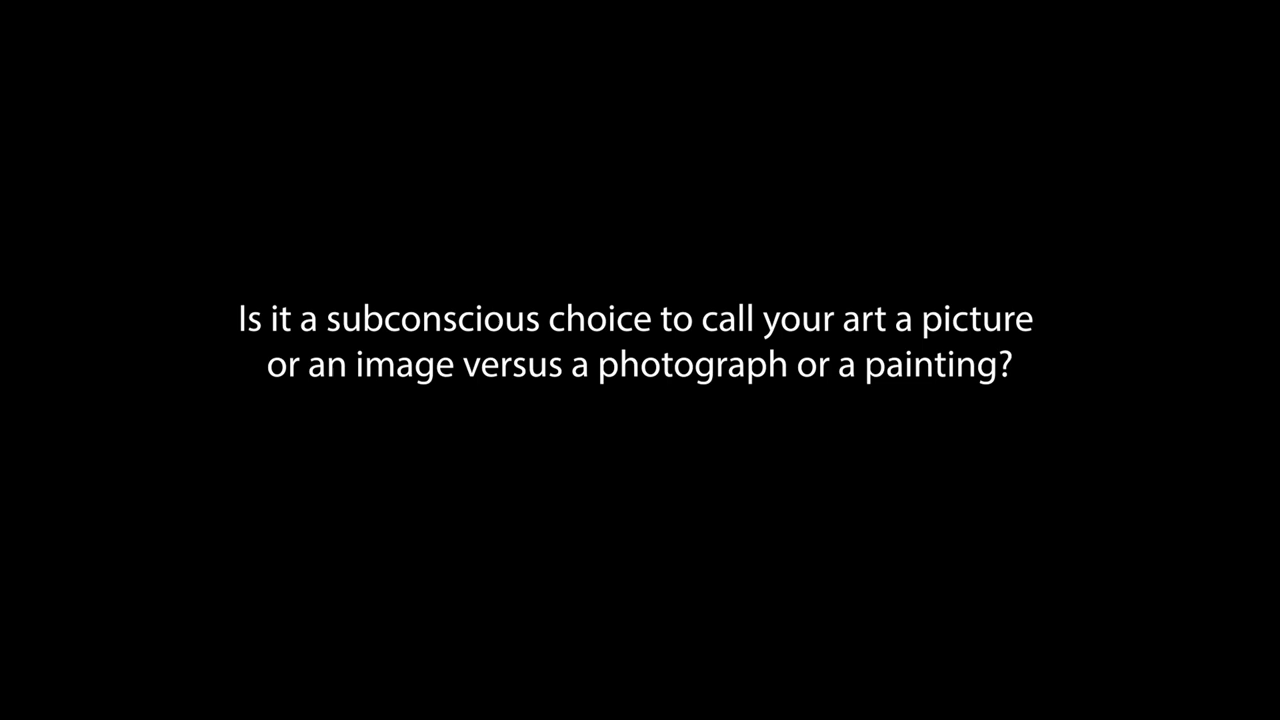 Is it a subconscious choice to call your art a picture
or an image versus a photograph or a painting?